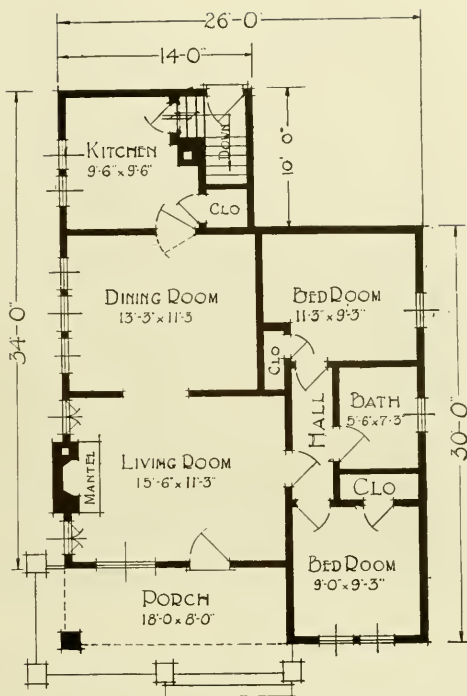 26'-0"
14'-0"
KITCHEN
9'-6" x 9'-6"
DOWN
10'-0"
CLO
34'-0"
DINING ROOM
13'-3" x 11'-3
BED ROOM
11'-3" x 9'-3"
CLO
HALL
BATH
5'-6" x 7'-3"
30'-0"
MANTEL
LIVING ROOM
15'-6" x 11'-3"
CLO
BED ROOM
9'-0" x 9'-3"
PORCH
18'-0 x 8'-0"